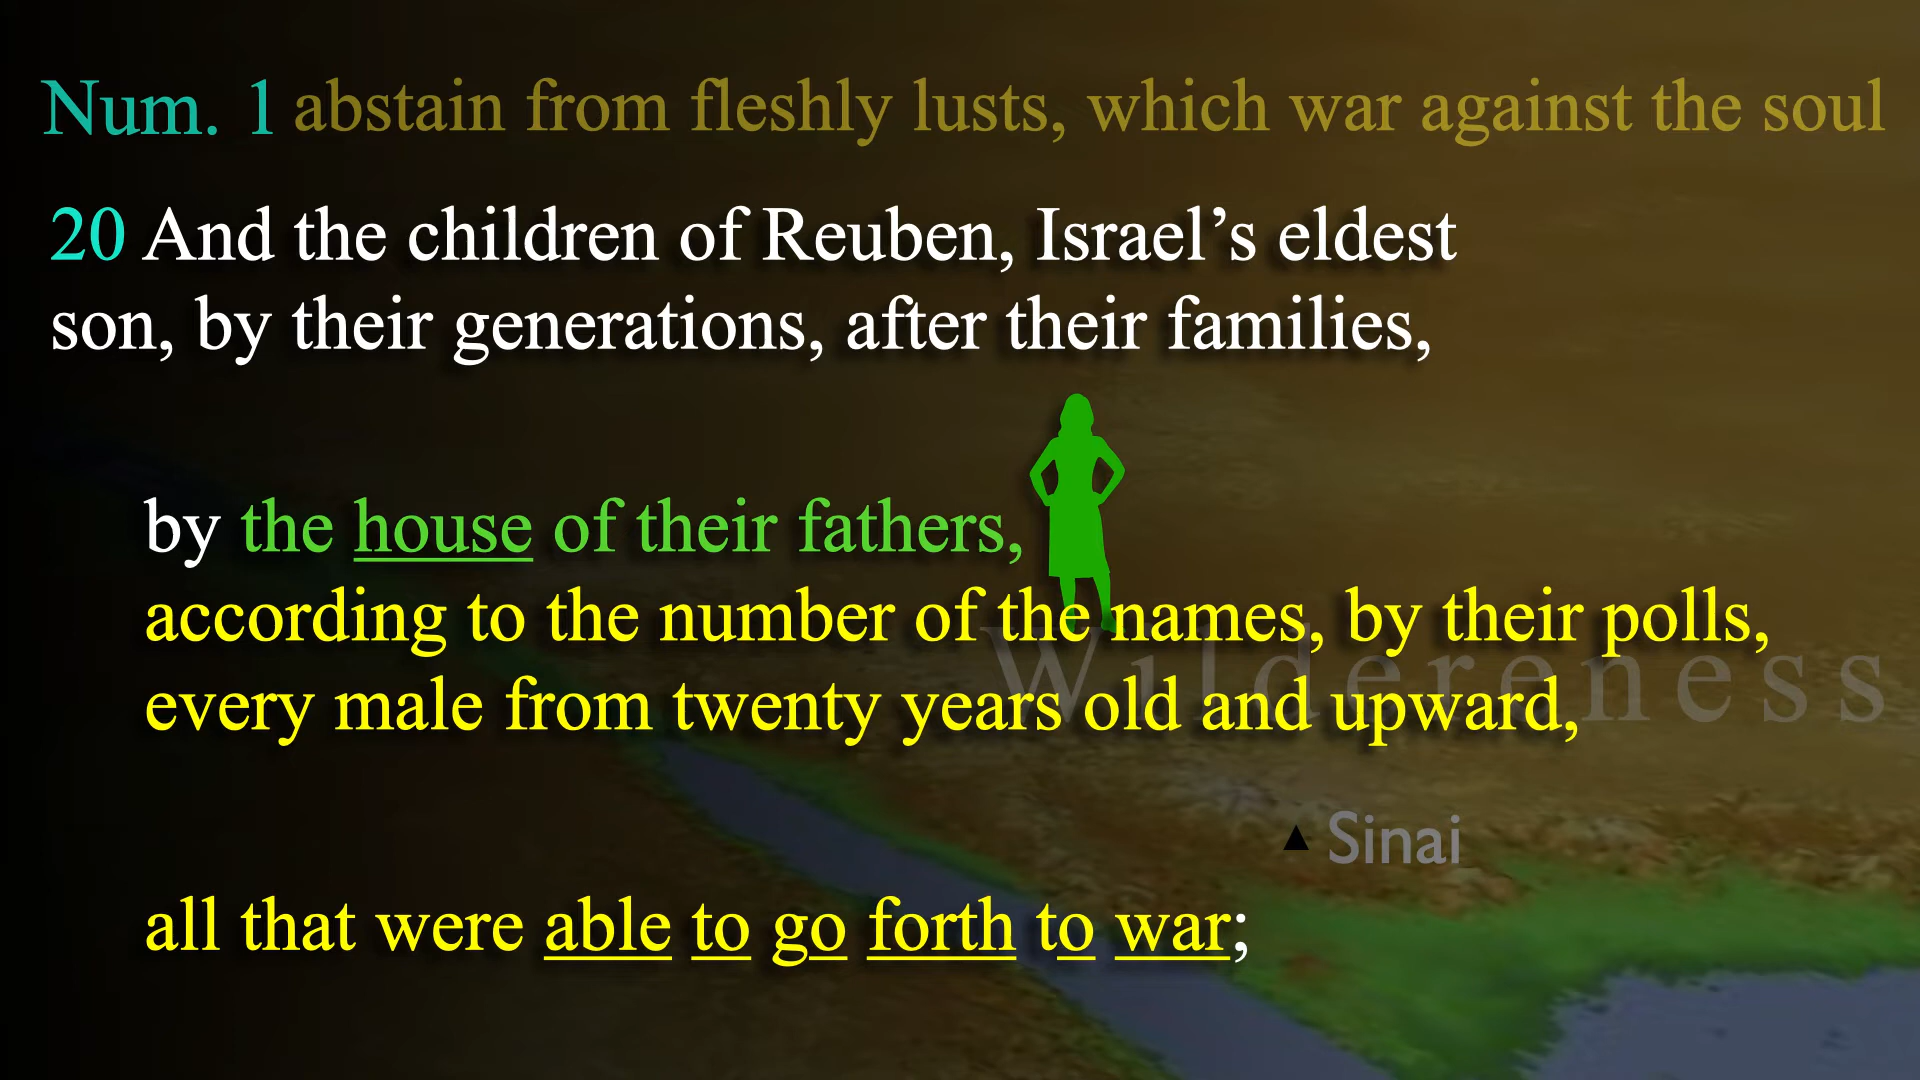 Num. 1 abstain from fleshly lusts, which war against the soul
20 And the children of Reuben, Israel’s eldest
son, by their generations, after their families,
by the house of their fathers,
according to the number of the names, by their polls,
every male from twenty years old and upward,
Wildereness
Sinai
all that were able to go forth to war;